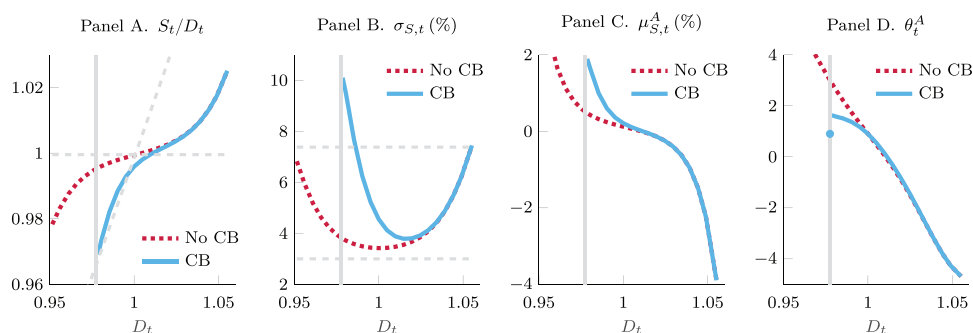 Panel A. S_t/D_t
1.02
1
0.98
0.96
0.95
1
1.05
D_t
No CB
CB
Panel B. σ_{S,t} (%)
10
8
6
4
2
1
1.05
0.95
D_t
No CB
CB
Panel C. μ^A_{S,t} (%)
2
0
−2
−4
0.95
1
1.05
D_t
No CB
CB
Panel D. θ^A_t
4
2
0
−2
−4
0.95
1
1.05
D_t
No CB
CB